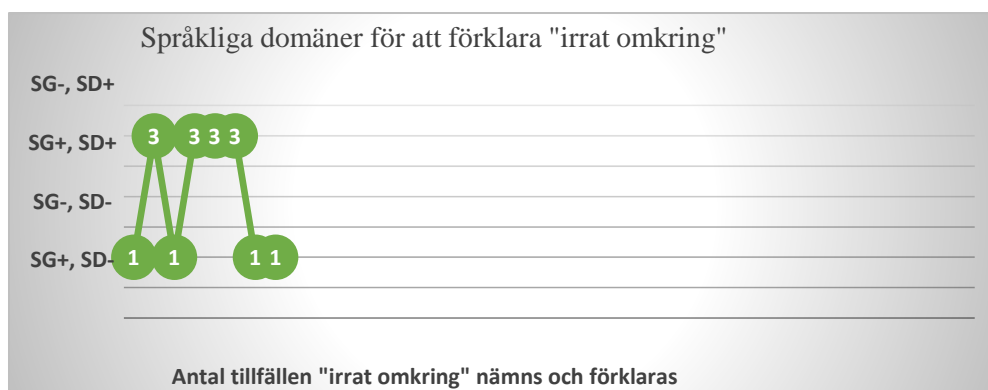 Språkliga domäner för att förklara "irrat omkring"
SG-, SD+
SG+, SD+
3 3 3 3
SG-, SD-
SG+, SD-
1 1 1 1
Antal tillfällen "irrat omkring" nämns och förklaras